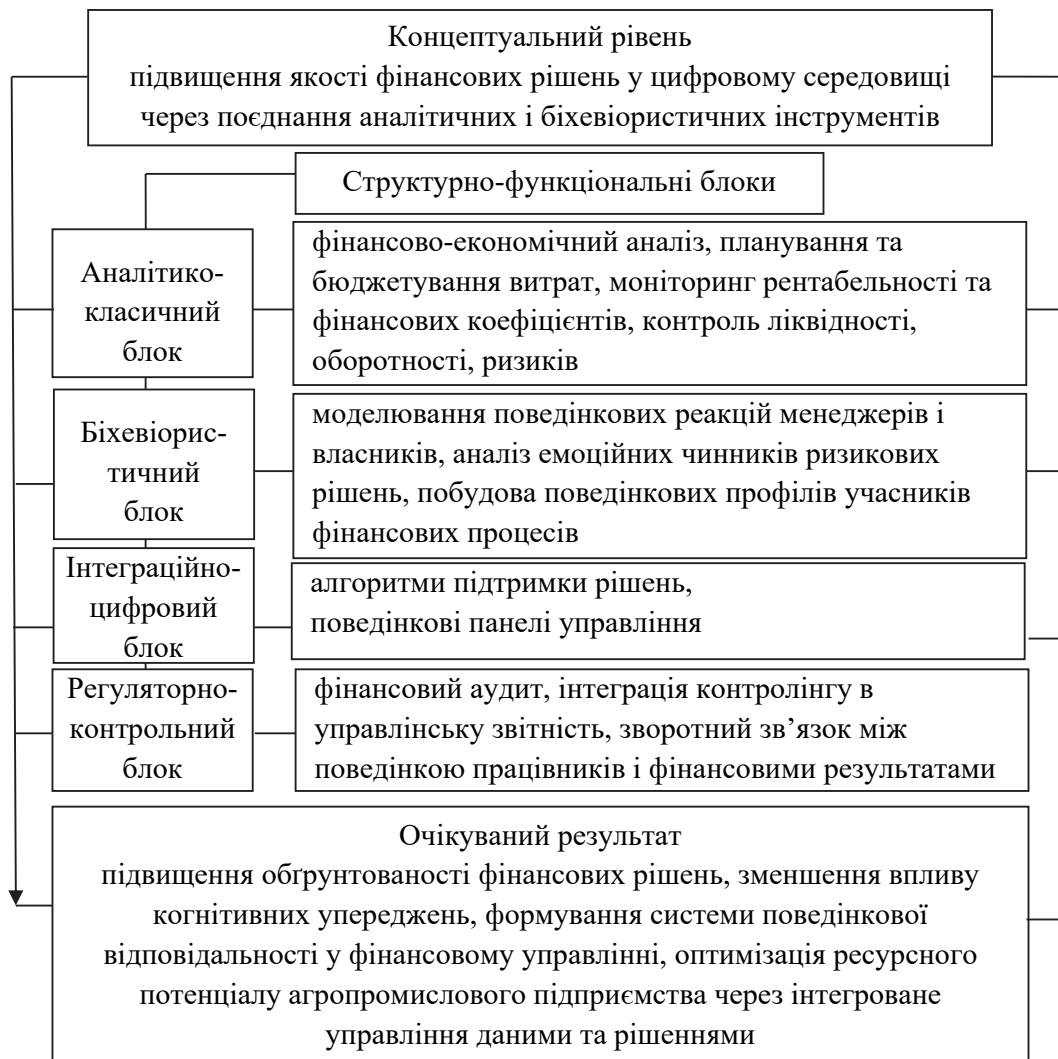 Концептуальний рівень
підвищення якості фінансових рішень у цифровому середовищі
через поєднання аналітичних і біхевіористичних інструментів
Структурно-функціональні блоки
Аналітико-
класичний
блок
фінансово-економічний аналіз, планування та
бюджетування витрат, моніторинг рентабельності та
фінансових коефіцієнтів, контроль ліквідності,
оборотності, ризиків
Біхевіорис-
тичний
блок
моделювання поведінкових реакцій менеджерів і
власників, аналіз емоційних чинників ризикових
рішень, побудова поведінкових профілів учасників
фінансових процесів
Інтеграційно-
цифровий
блок
алгоритми підтримки рішень,
поведінкові панелі управління
Регуляторно-
контрольний
блок
фінансовий аудит, інтеграція контролінгу в
управлінську звітність, зворотний зв’язок між
поведінкою працівників і фінансовими результатами
Очікуваний результат
підвищення обґрунтованості фінансових рішень, зменшення впливу
когнітивних упереджень, формування системи поведінкової
відповідальності у фінансовому управлінні, оптимізація ресурсного
потенціалу агропромислового підприємства через інтегроване
управління даними та рішеннями